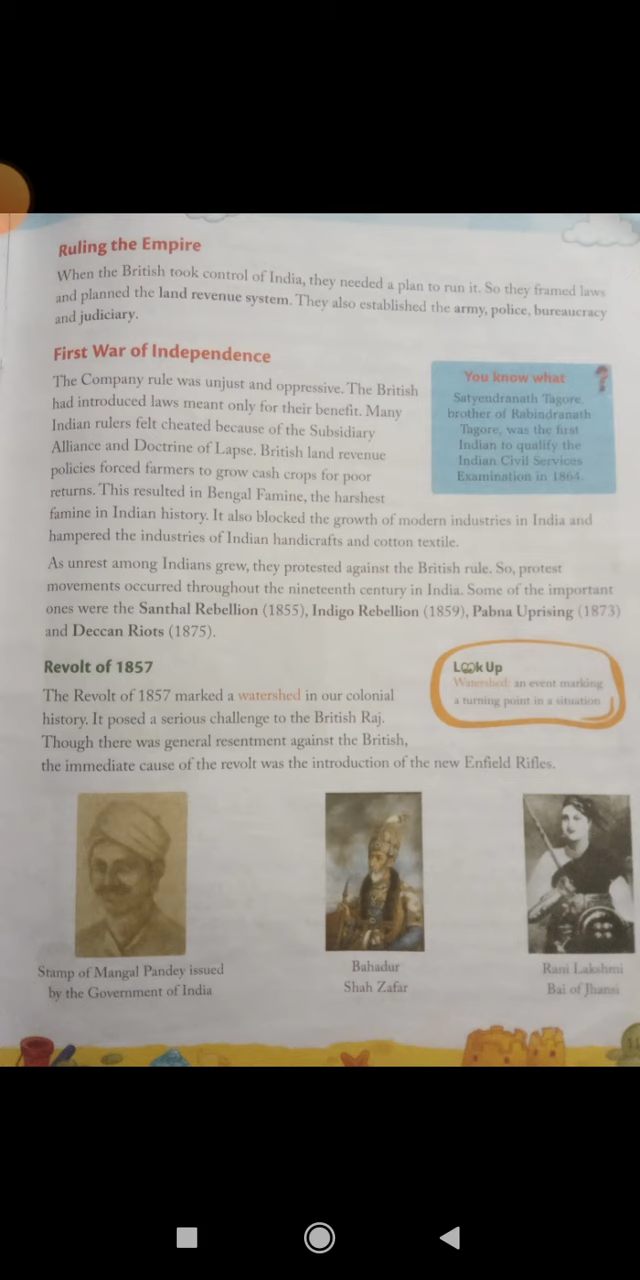 Ruling the Empire
When the British took control of India, they needed a plan to run it. So they framed laws
and planned the land revenue system. They also established the army, police, bureaucracy
and judiciary.
First War of Independence
The Company rule was unjust and oppressive. The British
had introduced laws meant only for their benefit. Many
Indian rulers felt cheated because of the Subsidiary
Alliance and Doctrine of Lapse. British land revenue
policies forced farmers to grow cash crops for poor
returns. This resulted in Bengal Famine, the harshest
famine in Indian history. It also blocked the growth of modern industries in India and
hampered the industries of Indian handicrafts and cotton textile.
You know what ?
Satyendranath Tagore,
brother of Rabindranath
Tagore, was the first
Indian to qualify the
Indian Civil Services
Examination in 1864.
As unrest among Indians grew, they protested against the British rule. So, protest
movements occurred throughout the nineteenth century in India. Some of the important
ones were the Santhal Rebellion (1855), Indigo Rebellion (1859), Pabna Uprising (1873)
and Deccan Riots (1875).
Revolt of 1857
The Revolt of 1857 marked a watershed in our colonial
history. It posed a serious challenge to the British Raj.
Though there was general resentment against the British,
the immediate cause of the revolt was the introduction of the new Enfield Rifles.
Look Up
Watershed: an event marking
a turning point in a situation
Stamp of Mangal Pandey issued
by the Government of India
Bahadur
Shah Zafar
Rani Lakshmi
Bai of Jhansi